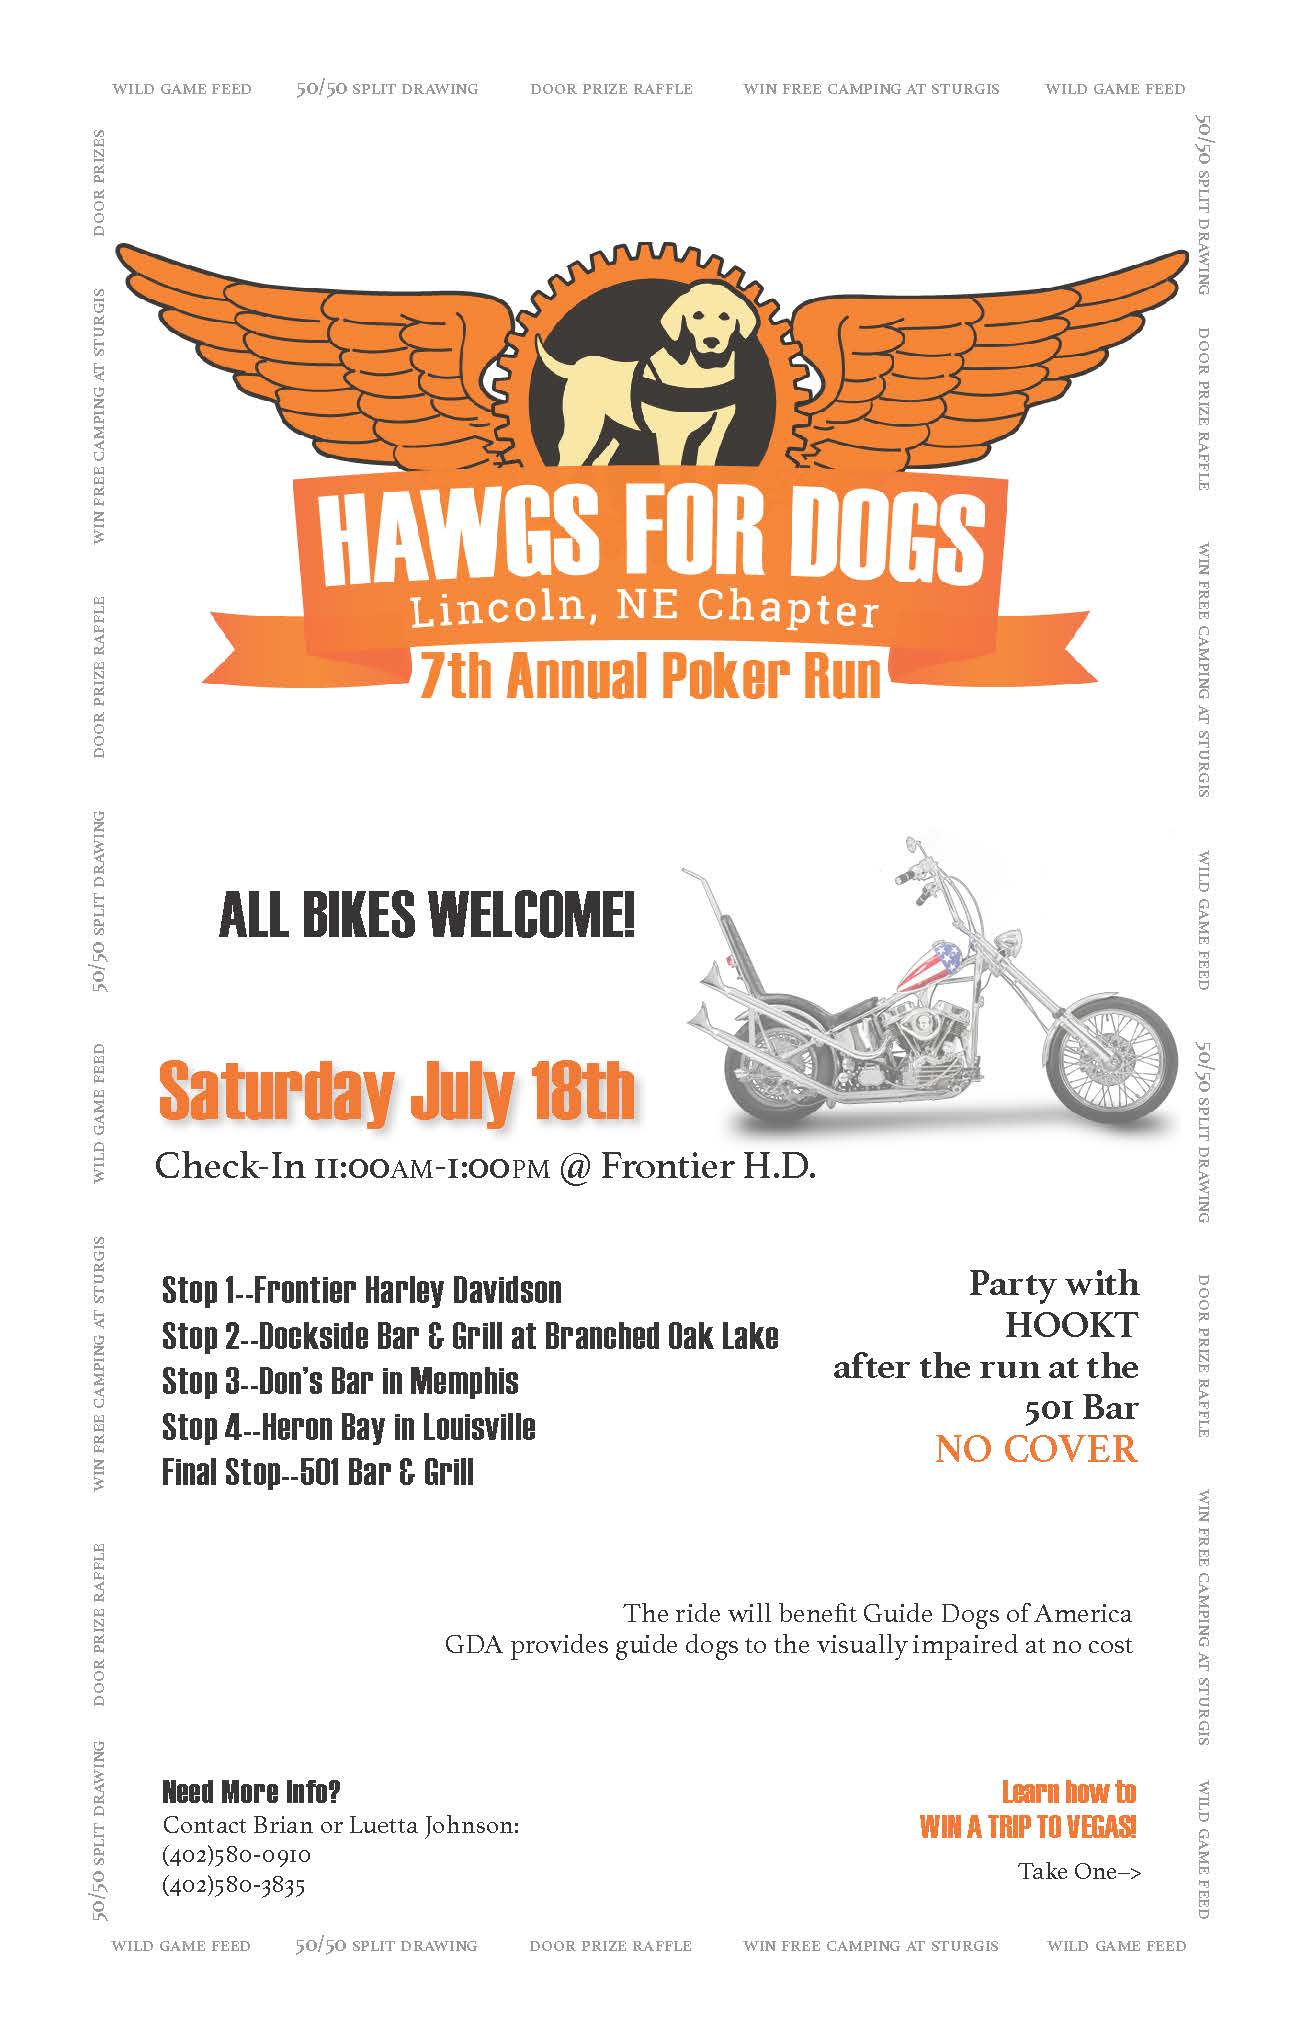 WILD GAME FEED 50/50 SPLIT DRAWING DOOR PRIZE RAFFLE WIN FREE CAMPING AT STURGIS WILD GAME FEED
DOOR PRIZES
WIN FREE CAMPING AT STURGIS
DOOR PRIZE RAFFLE
50/50 SPLIT DRAWING
WILD GAME FEED
WIN FREE CAMPING AT STURGIS
DOOR PRIZE RAFFLE
50/50 SPLIT DRAWING
50/50 SPLIT DRAWING
DOOR PRIZE RAFFLE
WIN FREE CAMPING AT STURGIS
WILD GAME FEED
50/50 SPLIT DRAWING
DOOR PRIZE RAFFLE
WIN FREE CAMPING AT STURGIS
WILD GAME FEED
HAWGS FOR DOGS
Lincoln, NE Chapter
7th Annual Poker Run
ALL BIKES WELCOME!
Saturday July 18th
Check-In 11:00AM-1:00PM @ Frontier H.D.
Stop 1--Frontier Harley Davidson
Stop 2--Dockside Bar & Grill at Branched Oak Lake
Stop 3--Don's Bar in Memphis
Stop 4--Heron Bay in Louisville
Final Stop--501 Bar & Grill
Party with
HOOKT
after the run at the
501 Bar
NO COVER
The ride will benefit Guide Dogs of America
GDA provides guide dogs to the visually impaired at no cost
Need More Info?
Contact Brian or Luetta Johnson:
(402)580-0910
(402)580-3835
Learn how to
WIN A TRIP TO VEGAS!
Take One–>
WILD GAME FEED 50/50 SPLIT DRAWING DOOR PRIZE RAFFLE WIN FREE CAMPING AT STURGIS WILD GAME FEED